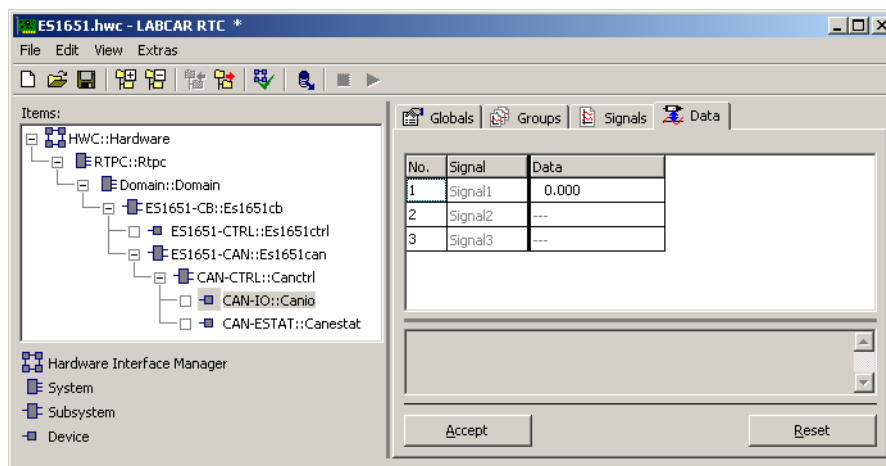 ES1651.hwc - LABCAR RTC *
File Edit View Extras
Items:
HWC::Hardware
RTPC::Rtpc
Domain::Domain
ES1651-CB::Es1651cb
ES1651-CTRL::Es1651ctrl
ES1651-CAN::Es1651can
CAN-CTRL::Canctrl
CAN-IO::Canio
CAN-ESTAT::Canestat
Hardware Interface Manager
System
Subsystem
Device
Globals Groups Signals Data
No. Signal Data
1 Signal1 0.000
2 Signal2 ---
3 Signal3 ---
Accept Reset